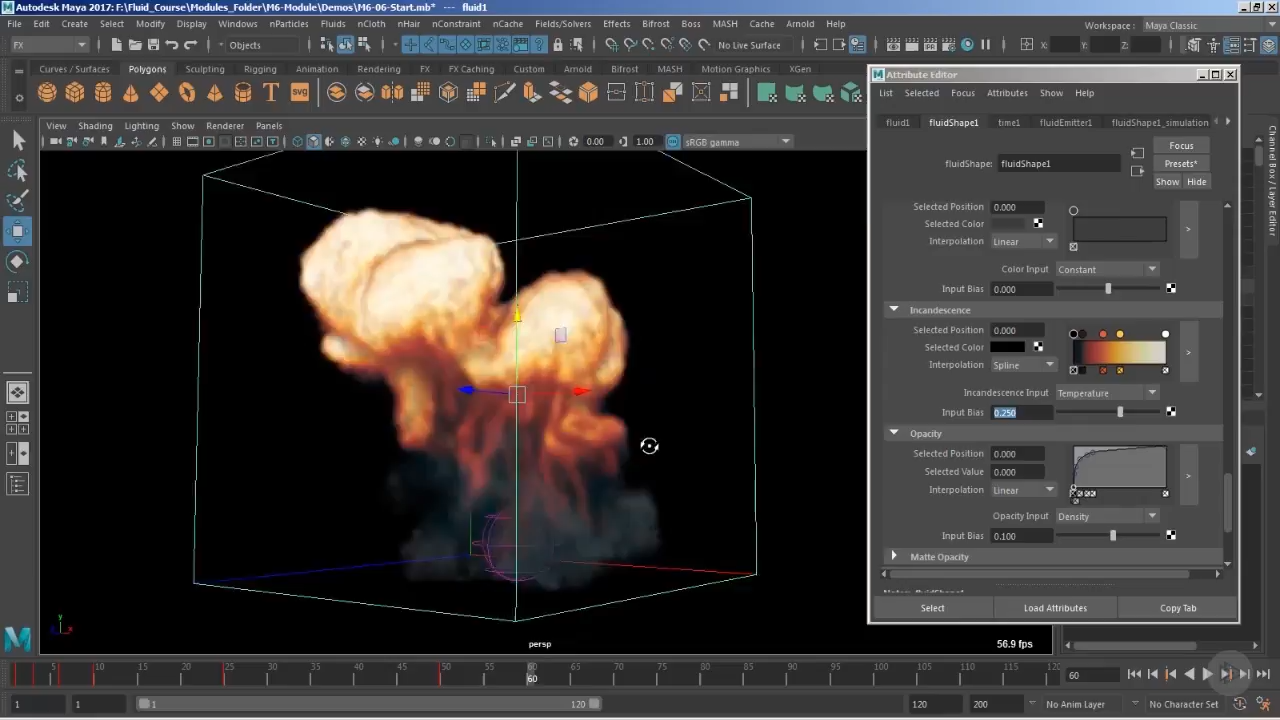 Autodesk Maya 2017: F:\Fluid_Course\Modules_Folder\M6-Module\Demos\M6-06-Start.mb* --- fluid1
File Edit Create Select Modify Display Windows nParticles Fluids nCloth nHair nConstraint nCache Fields/Solvers Effects Bifrost Boss MASH Cache Arnold Help
Workspace : Maya Classic
FX Objects No Live Surface X: Y: Z:
Curves / Surfaces Polygons Sculpting Rigging Animation Rendering FX FX Caching Custom Arnold Bifrost MASH Motion Graphics XGen
SVG
View Shading Lighting Show Renderer Panels
0.00 1.00 sRGB gamma
Attribute Editor
List Selected Focus Attributes Show Help
fluid1 fluidShape1 time1 fluidEmitter1 fluidShape1_simulation
Focus
fluidShape: fluidShape1 Presets*
Show Hide
Selected Position 0.000
Selected Color
Interpolation Linear
Color Input Constant
Input Bias 0.000
Incandescence
Selected Position 0.000
Selected Color
Interpolation Spline
Incandescence Input Temperature
Input Bias 0.250
Opacity
Selected Position 0.000
Selected Value 0.000
Interpolation Linear
Opacity Input Density
Input Bias 0.100
Matte Opacity
Select Load Attributes Copy Tab
Channel Box / Layer Editor
y
x
persp
56.9 fps
5 10 15 20 25 30 35 40 45 50 55 60 65 70 75 80 85 90 95 100 105 110 115 120
60
60
1 1 1 120 120 200 No Anim Layer No Character Set